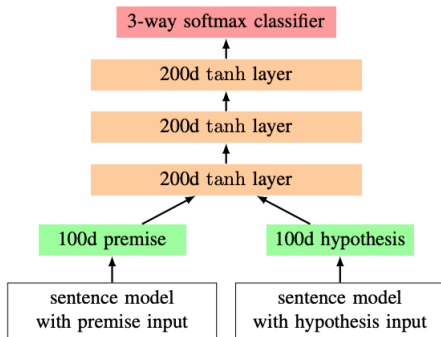 3-way softmax classifier
200d tanh layer
200d tanh layer
200d tanh layer
100d premise
100d hypothesis
sentence model
with premise input
sentence model
with hypothesis input